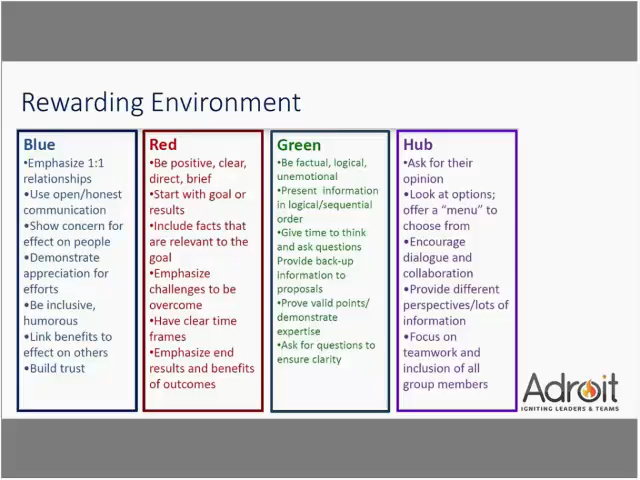 Rewarding Environment
Blue
•Emphasize 1:1
relationships
•Use open/honest
communication
•Show concern for
effect on people
•Demonstrate
appreciation for
efforts
•Be inclusive,
humorous
•Link benefits to
effect on others
•Build trust
Red
•Be positive, clear,
direct, brief
•Start with goal or
results
•Include facts that
are relevant to the
goal
•Emphasize
challenges to be
overcome
•Have clear time
frames
•Emphasize end
results and benefits
of outcomes
Green
•Be factual, logical,
unemotional
•Present information
in logical/sequential
order
•Give time to think
and ask questions
Provide back-up
information to
proposals
•Prove valid points/
demonstrate
expertise
•Ask for questions to
ensure clarity
Hub
•Ask for their
opinion
•Look at options;
offer a “menu” to
choose from
•Encourage
dialogue and
collaboration
•Provide different
perspectives/lots of
information
•Focus on
teamwork and
inclusion of all
group members
Adroit
IGNITING LEADERS & TEAMS